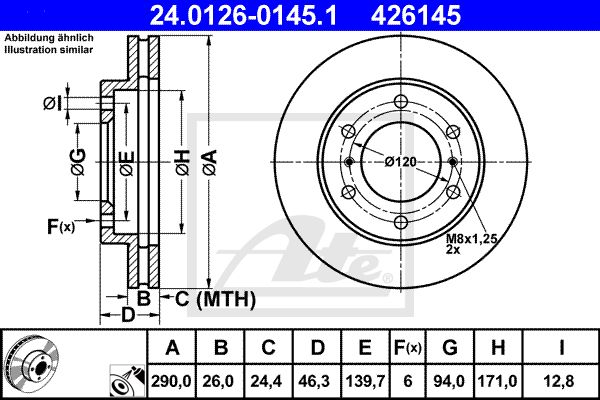 24.0126-0145.1 426145
Abbildung ähnlich
Illustration similar
ØI
ØG
ØE
ØH
ØA
F(x)
B
C (MTH)
D
Ø120
M8x1,25
2x
Ate
A B C D E F(x) G H I
290,0 26,0 24,4 46,3 139,7 6 94,0 171,0 12,8